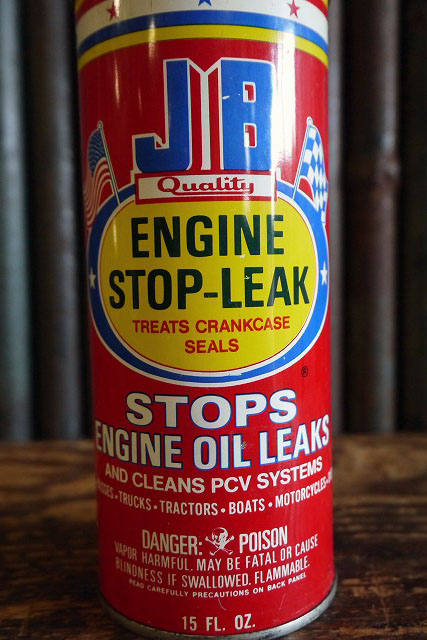 JB
Quality
ENGINE
STOP-LEAK
TREATS CRANKCASE
SEALS
®
STOPS
ENGINE OIL LEAKS
AND CLEANS PCV SYSTEMS
• TRUCKS • TRACTORS • BOATS • MOTORCYCLES •
DANGER: POISON
VAPOR HARMFUL. MAY BE FATAL OR CAUSE
BLINDNESS IF SWALLOWED. FLAMMABLE.
READ CAREFULLY PRECAUTIONS ON BACK PANEL
15 FL. OZ.